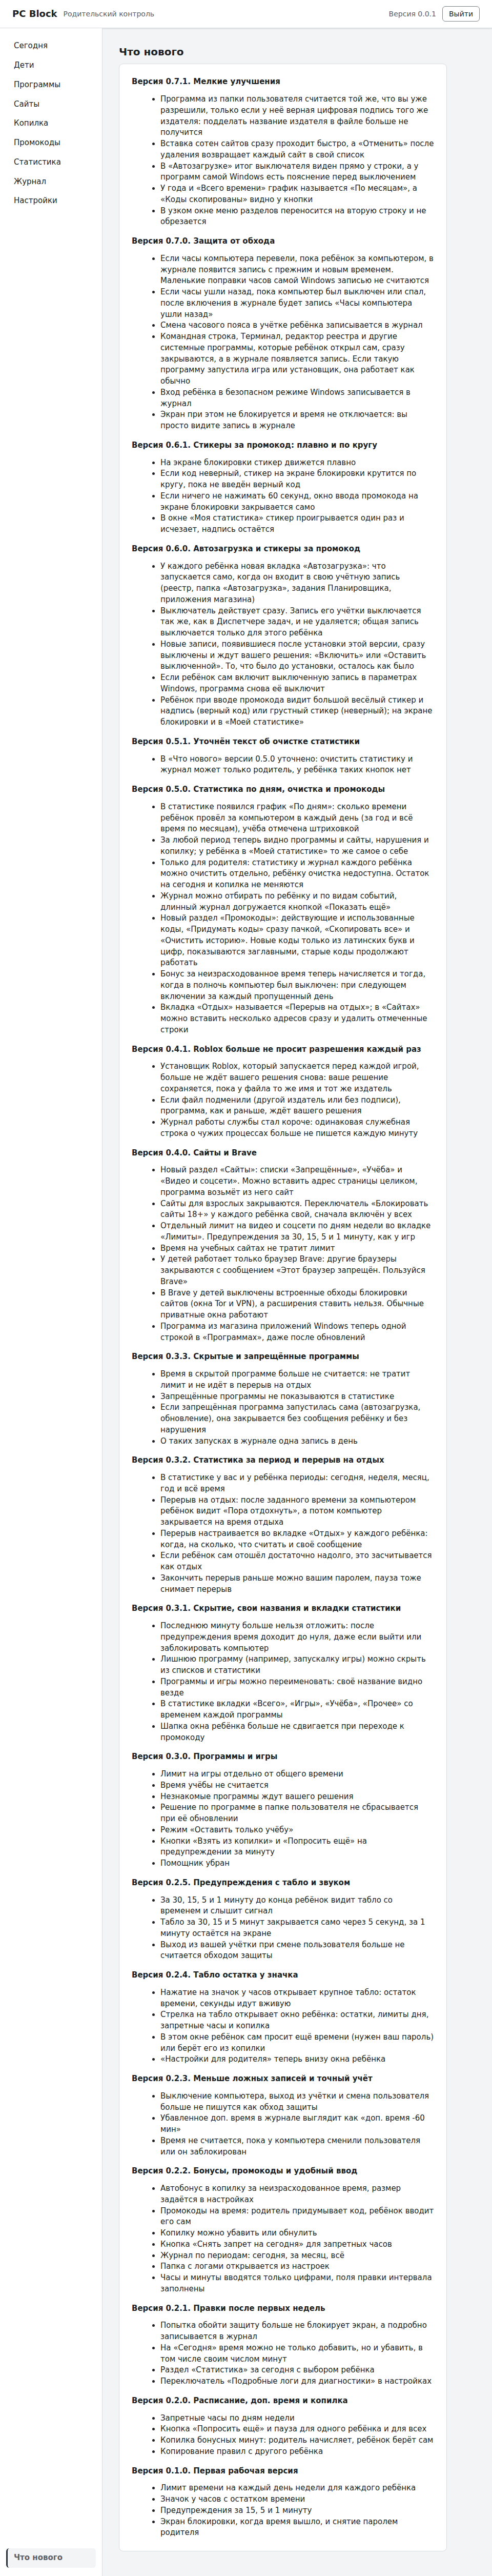 PC Block Родительский контроль Версия 0.0.1 Выйти
Сегодня
Дети
Программы
Сайты
Копилка
Промокоды
Статистика
Журнал
Настройки
Что нового
Версия 0.7.1. Мелкие улучшения
Программа из папки пользователя считается той же, что вы уже
разрешили, только если у неё верная цифровая подпись того же
издателя: подделать название издателя в файле больше не
получится
Вставка сотен сайтов сразу проходит быстро, а «Отменить» после
удаления возвращает каждый сайт в свой список
В «Автозагрузке» итог выключателя виден прямо у строки, а у
программ самой Windows есть пояснение перед выключением
У года и «Всего времени» график называется «По месяцам», а
«Коды скопированы» видно у кнопки
В узком окне меню разделов переносится на вторую строку и не
обрезается
Версия 0.7.0. Защита от обхода
Если часы компьютера перевели, пока ребёнок за компьютером, в
журнале появится запись с прежним и новым временем.
Маленькие поправки часов самой Windows записью не считаются
Если часы ушли назад, пока компьютер был выключен или спал,
после включения в журнале будет запись «Часы компьютера
ушли назад»
Смена часового пояса в учётке ребёнка записывается в журнал
Командная строка, Терминал, редактор реестра и другие
системные программы, которые ребёнок открыл сам, сразу
закрываются, а в журнале появляется запись. Если такую
программу запустила игра или установщик, она работает как
обычно
Вход ребёнка в безопасном режиме Windows записывается в
журнал
Экран при этом не блокируется и время не отключается: вы
просто видите запись в журнале
Версия 0.6.1. Стикеры за промокод: плавно и по кругу
На экране блокировки стикер движется плавно
Если код неверный, стикер на экране блокировки крутится по
кругу, пока не введён верный код
Если ничего не нажимать 60 секунд, окно ввода промокода на
экране блокировки закрывается само
В окне «Моя статистика» стикер проигрывается один раз и
исчезает, надпись остаётся
Версия 0.6.0. Автозагрузка и стикеры за промокод
У каждого ребёнка новая вкладка «Автозагрузка»: что
запускается само, когда он входит в свою учётную запись
(реестр, папка «Автозагрузка», задания Планировщика,
приложения магазина)
Выключатель действует сразу. Запись его учётки выключается
так же, как в Диспетчере задач, и не удаляется; общая запись
выключается только для этого ребёнка
Новые записи, появившиеся после установки этой версии, сразу
выключены и ждут вашего решения: «Включить» или «Оставить
выключенной». То, что было до установки, осталось как было
Если ребёнок сам включит выключенную запись в параметрах
Windows, программа снова её выключит
Ребёнок при вводе промокода видит большой весёлый стикер и
надпись (верный код) или грустный стикер (неверный); на экране
блокировки и в «Моей статистике»
Версия 0.5.1. Уточнён текст об очистке статистики
В «Что нового» версии 0.5.0 уточнено: очистить статистику и
журнал может только родитель, у ребёнка таких кнопок нет
Версия 0.5.0. Статистика по дням, очистка и промокоды
В статистике появился график «По дням»: сколько времени
ребёнок провёл за компьютером в каждый день (за год и всё
время по месяцам), учёба отмечена штриховкой
За любой период теперь видно программы и сайты, нарушения и
копилку; у ребёнка в «Моей статистике» то же самое о себе
Только для родителя: статистику и журнал каждого ребёнка
можно очистить отдельно, ребёнку очистка недоступна. Остаток
на сегодня и копилка не меняются
Журнал можно отбирать по ребёнку и по видам событий,
длинный журнал догружается кнопкой «Показать ещё»
Новый раздел «Промокоды»: действующие и использованные
коды, «Придумать коды» сразу пачкой, «Скопировать все» и
«Очистить историю». Новые коды только из латинских букв и
цифр, показываются заглавными, старые коды продолжают
работать
Бонус за неизрасходованное время теперь начисляется и тогда,
когда в полночь компьютер был выключен: при следующем
включении за каждый пропущенный день
Вкладка «Отдых» называется «Перерыв на отдых»; в «Сайтах»
можно вставить несколько адресов сразу и удалить отмеченные
строки
Версия 0.4.1. Roblox больше не просит разрешения каждый раз
Установщик Roblox, который запускается перед каждой игрой,
больше не ждёт вашего решения снова: ваше решение
сохраняется, пока у файла то же имя и тот же издатель
Если файл подменили (другой издатель или без подписи),
программа, как и раньше, ждёт вашего решения
Журнал работы службы стал короче: одинаковая служебная
строка о чужих процессах больше не пишется каждую минуту
Версия 0.4.0. Сайты и Brave
Новый раздел «Сайты»: списки «Запрещённые», «Учёба» и
«Видео и соцсети». Можно вставить адрес страницы целиком,
программа возьмёт из него сайт
Сайты для взрослых закрываются. Переключатель «Блокировать
сайты 18+» у каждого ребёнка свой, сначала включён у всех
Отдельный лимит на видео и соцсети по дням недели во вкладке
«Лимиты». Предупреждения за 30, 15, 5 и 1 минуту, как у игр
Время на учебных сайтах не тратит лимит
У детей работает только браузер Brave: другие браузеры
закрываются с сообщением «Этот браузер запрещён. Пользуйся
Brave»
В Brave у детей выключены встроенные обходы блокировки
сайтов (окна Tor и VPN), а расширения ставить нельзя. Обычные
приватные окна работают
Программа из магазина приложений Windows теперь одной
строкой в «Программах», даже после обновлений
Версия 0.3.3. Скрытые и запрещённые программы
Время в скрытой программе больше не считается: не тратит
лимит и не идёт в перерыв на отдых
Запрещённые программы не показываются в статистике
Если запрещённая программа запустилась сама (автозагрузка,
обновление), она закрывается без сообщения ребёнку и без
нарушения
О таких запусках в журнале одна запись в день
Версия 0.3.2. Статистика за период и перерыв на отдых
В статистике у вас и у ребёнка периоды: сегодня, неделя, месяц,
год и всё время
Перерыв на отдых: после заданного времени за компьютером
ребёнок видит «Пора отдохнуть», а потом компьютер
закрывается на время отдыха
Перерыв настраивается во вкладке «Отдых» у каждого ребёнка:
когда, на сколько, что считать и своё сообщение
Если ребёнок сам отошёл достаточно надолго, это засчитывается
как отдых
Закончить перерыв раньше можно вашим паролем, пауза тоже
снимает перерыв
Версия 0.3.1. Скрытие, свои названия и вкладки статистики
Последнюю минуту больше нельзя отложить: после
предупреждения время доходит до нуля, даже если выйти или
заблокировать компьютер
Лишнюю программу (например, запускалку игры) можно скрыть
из списков и статистики
Программы и игры можно переименовать: своё название видно
везде
В статистике вкладки «Всего», «Игры», «Учёба», «Прочее» со
временем каждой программы
Шапка окна ребёнка больше не сдвигается при переходе к
промокоду
Версия 0.3.0. Программы и игры
Лимит на игры отдельно от общего времени
Время учёбы не считается
Незнакомые программы ждут вашего решения
Решение по программе в папке пользователя не сбрасывается
при её обновлении
Режим «Оставить только учёбу»
Кнопки «Взять из копилки» и «Попросить ещё» на
предупреждении за минуту
Помощник убран
Версия 0.2.5. Предупреждения с табло и звуком
За 30, 15, 5 и 1 минуту до конца ребёнок видит табло со
временем и слышит сигнал
Табло за 30, 15 и 5 минут закрывается само через 5 секунд, за 1
минуту остаётся на экране
Выход из вашей учётки при смене пользователя больше не
считается обходом защиты
Версия 0.2.4. Табло остатка у значка
Нажатие на значок у часов открывает крупное табло: остаток
времени, секунды идут вживую
Стрелка на табло открывает окно ребёнка: остатки, лимиты дня,
запретные часы и копилка
В этом окне ребёнок сам просит ещё времени (нужен ваш пароль)
или берёт его из копилки
«Настройки для родителя» теперь внизу окна ребёнка
Версия 0.2.3. Меньше ложных записей и точный учёт
Выключение компьютера, выход из учётки и смена пользователя
больше не пишутся как обход защиты
Убавленное доп. время в журнале выглядит как «доп. время -60
мин»
Время не считается, пока у компьютера сменили пользователя
или он заблокирован
Версия 0.2.2. Бонусы, промокоды и удобный ввод
Автобонус в копилку за неизрасходованное время, размер
задаётся в настройках
Промокоды на время: родитель придумывает код, ребёнок вводит
его сам
Копилку можно убавить или обнулить
Кнопка «Снять запрет на сегодня» для запретных часов
Журнал по периодам: сегодня, за месяц, всё
Папка с логами открывается из настроек
Часы и минуты вводятся только цифрами, поля правки интервала
заполнены
Версия 0.2.1. Правки после первых недель
Попытка обойти защиту больше не блокирует экран, а подробно
записывается в журнал
На «Сегодня» время можно не только добавить, но и убавить, в
том числе своим числом минут
Раздел «Статистика» за сегодня с выбором ребёнка
Переключатель «Подробные логи для диагностики» в настройках
Версия 0.2.0. Расписание, доп. время и копилка
Запретные часы по дням недели
Кнопка «Попросить ещё» и пауза для одного ребёнка и для всех
Копилка бонусных минут: родитель начисляет, ребёнок берёт сам
Копирование правил с другого ребёнка
Версия 0.1.0. Первая рабочая версия
Лимит времени на каждый день недели для каждого ребёнка
Значок у часов с остатком времени
Предупреждения за 15, 5 и 1 минуту
Экран блокировки, когда время вышло, и снятие паролем
родителя
Что нового